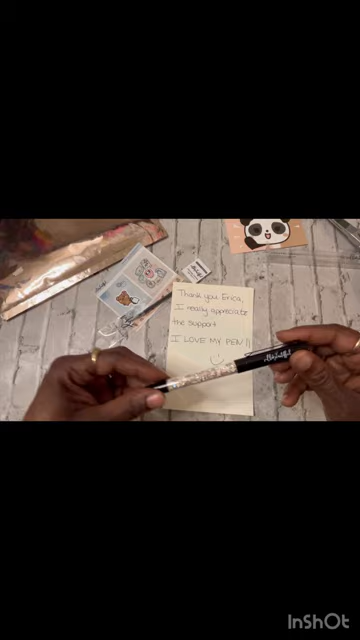 Thank you Erica,
I really appreciate
the support
I LOVE MY PEN!!
InShOt